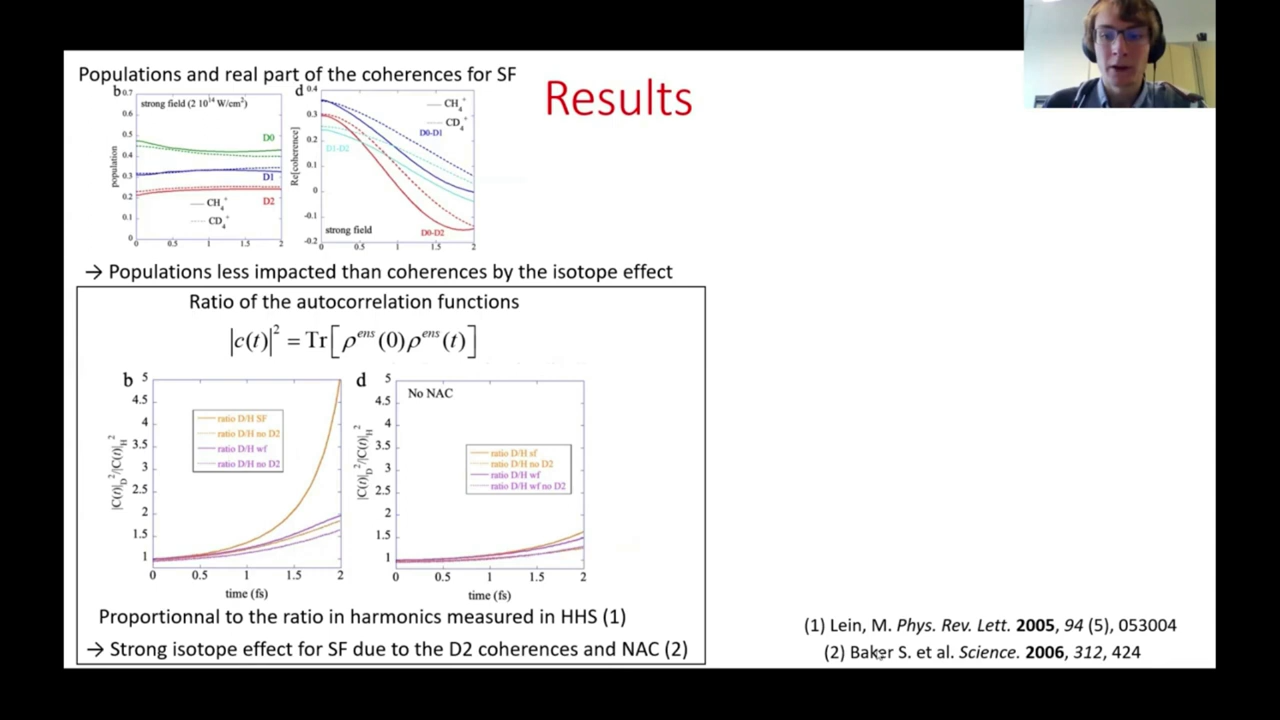 Populations and real part of the coherences for SF
Results
b
0.7
0.6
0.5
0.4
0.3
0.2
0.1
0
population
strong field (2 10¹⁴ W/cm²)
D0
D1
D2
CH₄⁺
CD₄⁺
0 0.5 1 1.5 2
d
0.4
0.3
0.2
0.1
0
-0.1
-0.2
Re[coherence]
CH₄⁺
CD₄⁺
D0-D1
D1-D2
D0-D2
strong field
0 0.5 1 1.5 2
→ Populations less impacted than coherences by the isotope effect
Ratio of the autocorrelation functions
|c(t)|² = Tr[ρᵉⁿˢ(0)ρᵉⁿˢ(t)]
b
5
4.5
4
3.5
3
2.5
2
1.5
1
|C(t)|_D²/|C(t)|_H²
ratio D/H SF
ratio D/H no D2
ratio D/H wf
ratio D/H no D2
0 0.5 1 1.5 2
time (fs)
d
5
4.5
4
3.5
3
2.5
2
1.5
1
|C(t)|_D²/|C(t)|_H²
No NAC
ratio D/H sf
ratio D/H no D2
ratio D/H wf
ratio D/H wf no D2
0 0.5 1 1.5 2
time (fs)
Proportionnal to the ratio in harmonics measured in HHS (1)
→ Strong isotope effect for SF due to the D2 coherences and NAC (2)
(1) Lein, M. Phys. Rev. Lett. 2005, 94 (5), 053004
(2) Baker S. et al. Science. 2006, 312, 424